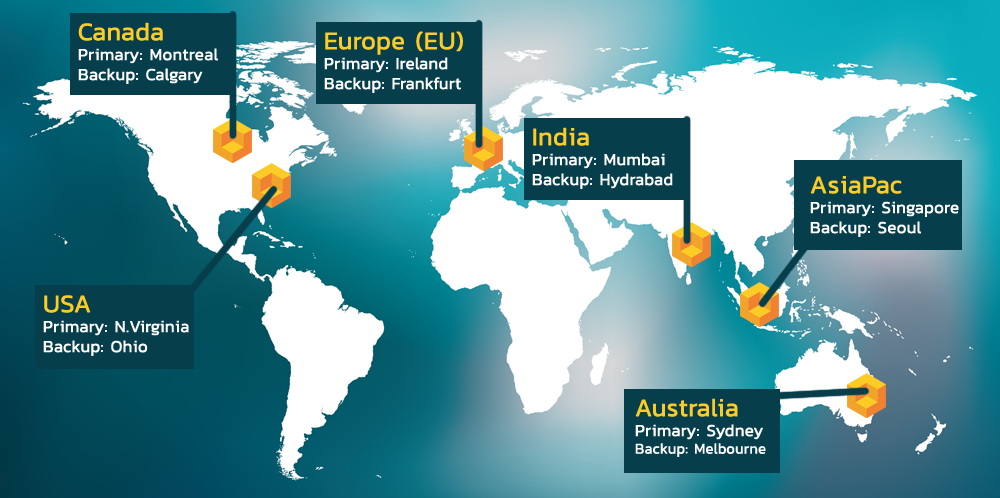 Canada
Primary: Montreal
Backup: Calgary
Europe (EU)
Primary: Ireland
Backup: Frankfurt
India
Primary: Mumbai
Backup: Hydrabad
AsiaPac
Primary: Singapore
Backup: Seoul
USA
Primary: N.Virginia
Backup: Ohio
Australia
Primary: Sydney
Backup: Melbourne